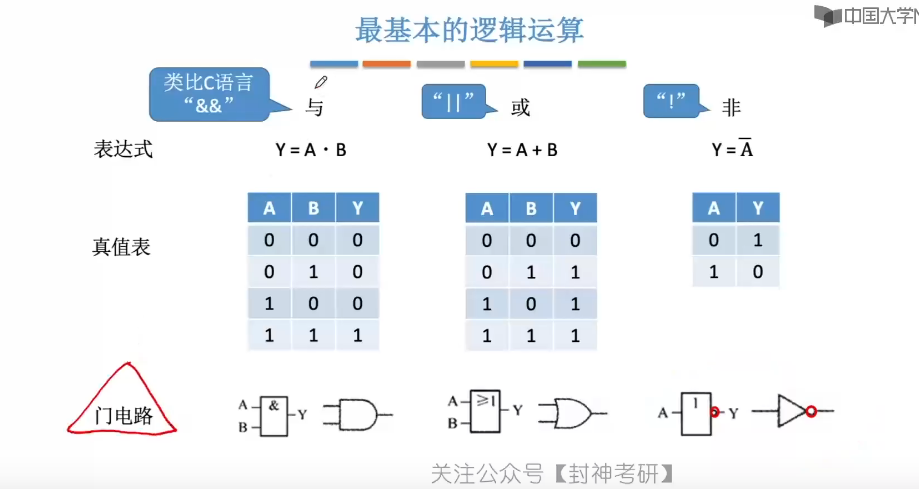 中国大学M
最基本的逻辑运算
类比C语言
“&&”
与
“||”
或
“!”
非
表达式
Y = A · B
Y = A + B
Y = A̅
真值表
A B Y
0 0 0
0 1 0
1 0 0
1 1 1
A B Y
0 0 0
0 1 1
1 0 1
1 1 1
A Y
0 1
1 0
门电路
A
B
&
Y
A
B
≥1
Y
A
1
Y
关注公众号【封神考研】